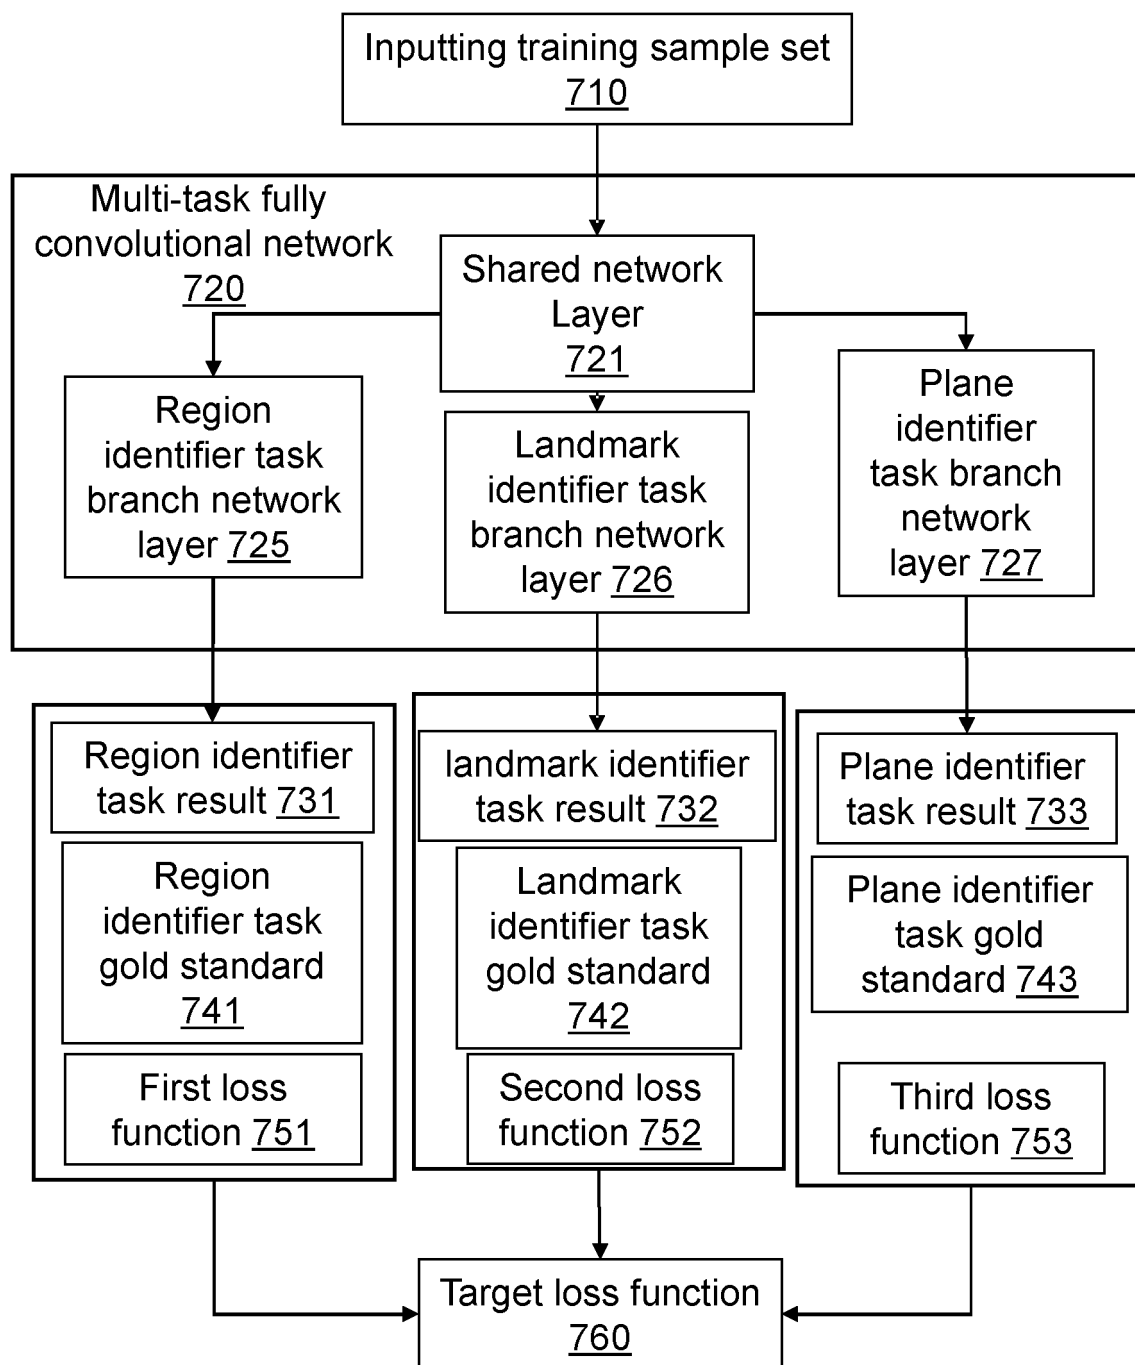 Inputting training sample set
710
Multi-task fully
convolutional network
720
Shared network
Layer
721
Region
identifier task
branch network
layer 725
Landmark
identifier task
branch network
layer 726
Plane
identifier
task branch
network
layer 727
Region identifier
task result 731
Region
identifier task
gold standard
741
First loss
function 751
landmark identifier
task result 732
Landmark
identifier task
gold standard
742
Second loss
function 752
Plane identifier
task result 733
Plane identifier
task gold
standard 743
Third loss
function 753
Target loss function
760